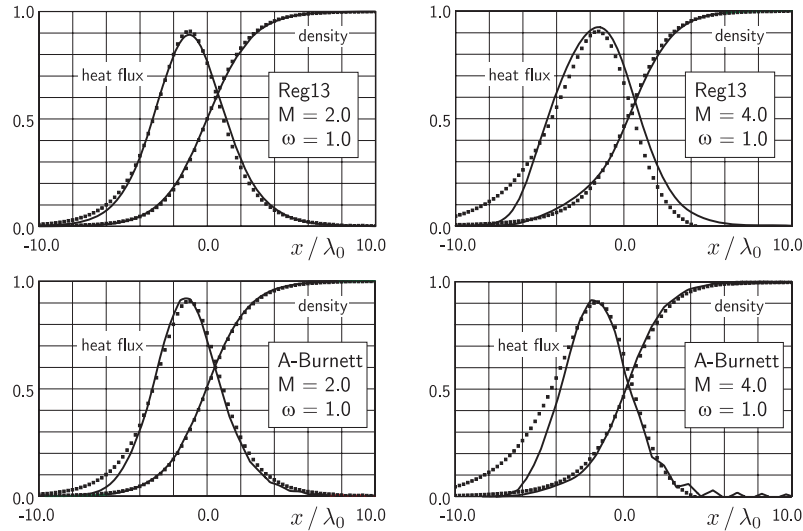 1.0
density
heat flux
Reg13
M = 2.0
ω = 1.0
0.5
0.0
-10.0
0.0
x / λ₀
10.0
1.0
density
heat flux
Reg13
M = 4.0
ω = 1.0
0.5
0.0
-10.0
0.0
x / λ₀
10.0
1.0
density
heat flux
A-Burnett
M = 2.0
ω = 1.0
0.5
0.0
-10.0
0.0
x / λ₀
10.0
1.0
density
heat flux
A-Burnett
M = 4.0
ω = 1.0
0.5
0.0
-10.0
0.0
x / λ₀
10.0